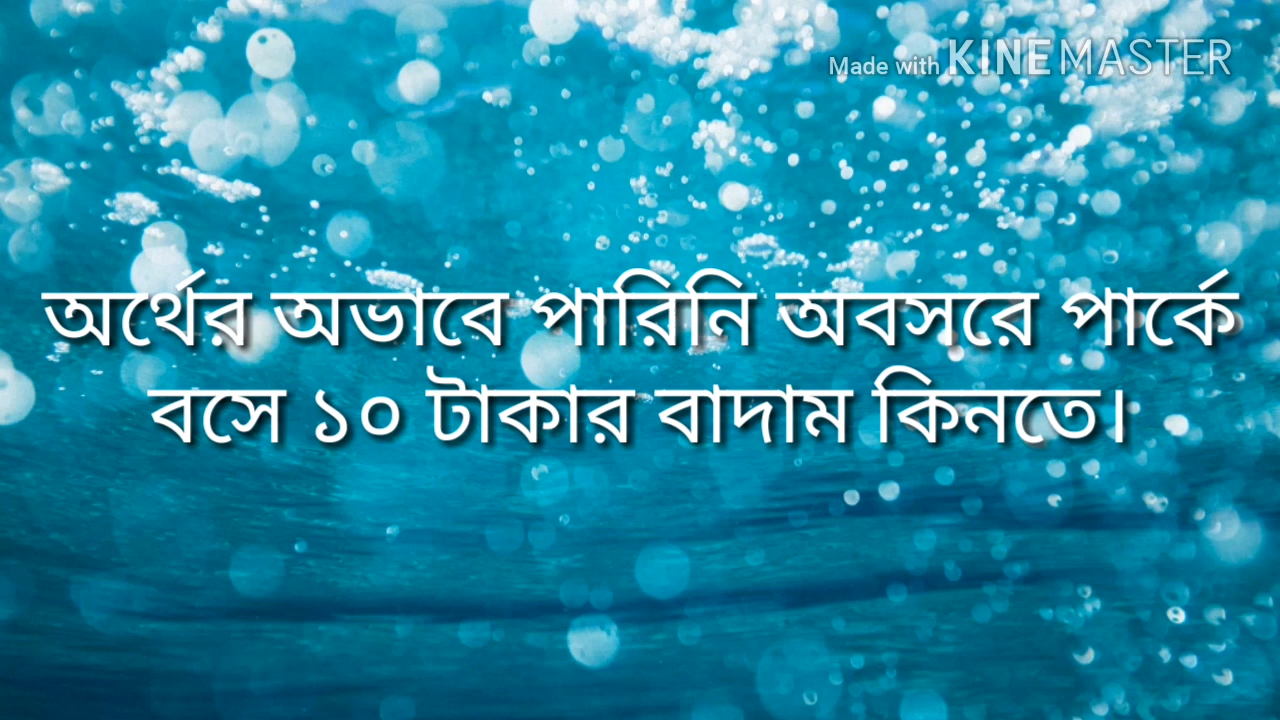 Made with KINEMASTER
অর্থের অভাবে পারিনি অবসরে পার্কে
বসে ১০ টাকার বাদাম কিনতে।